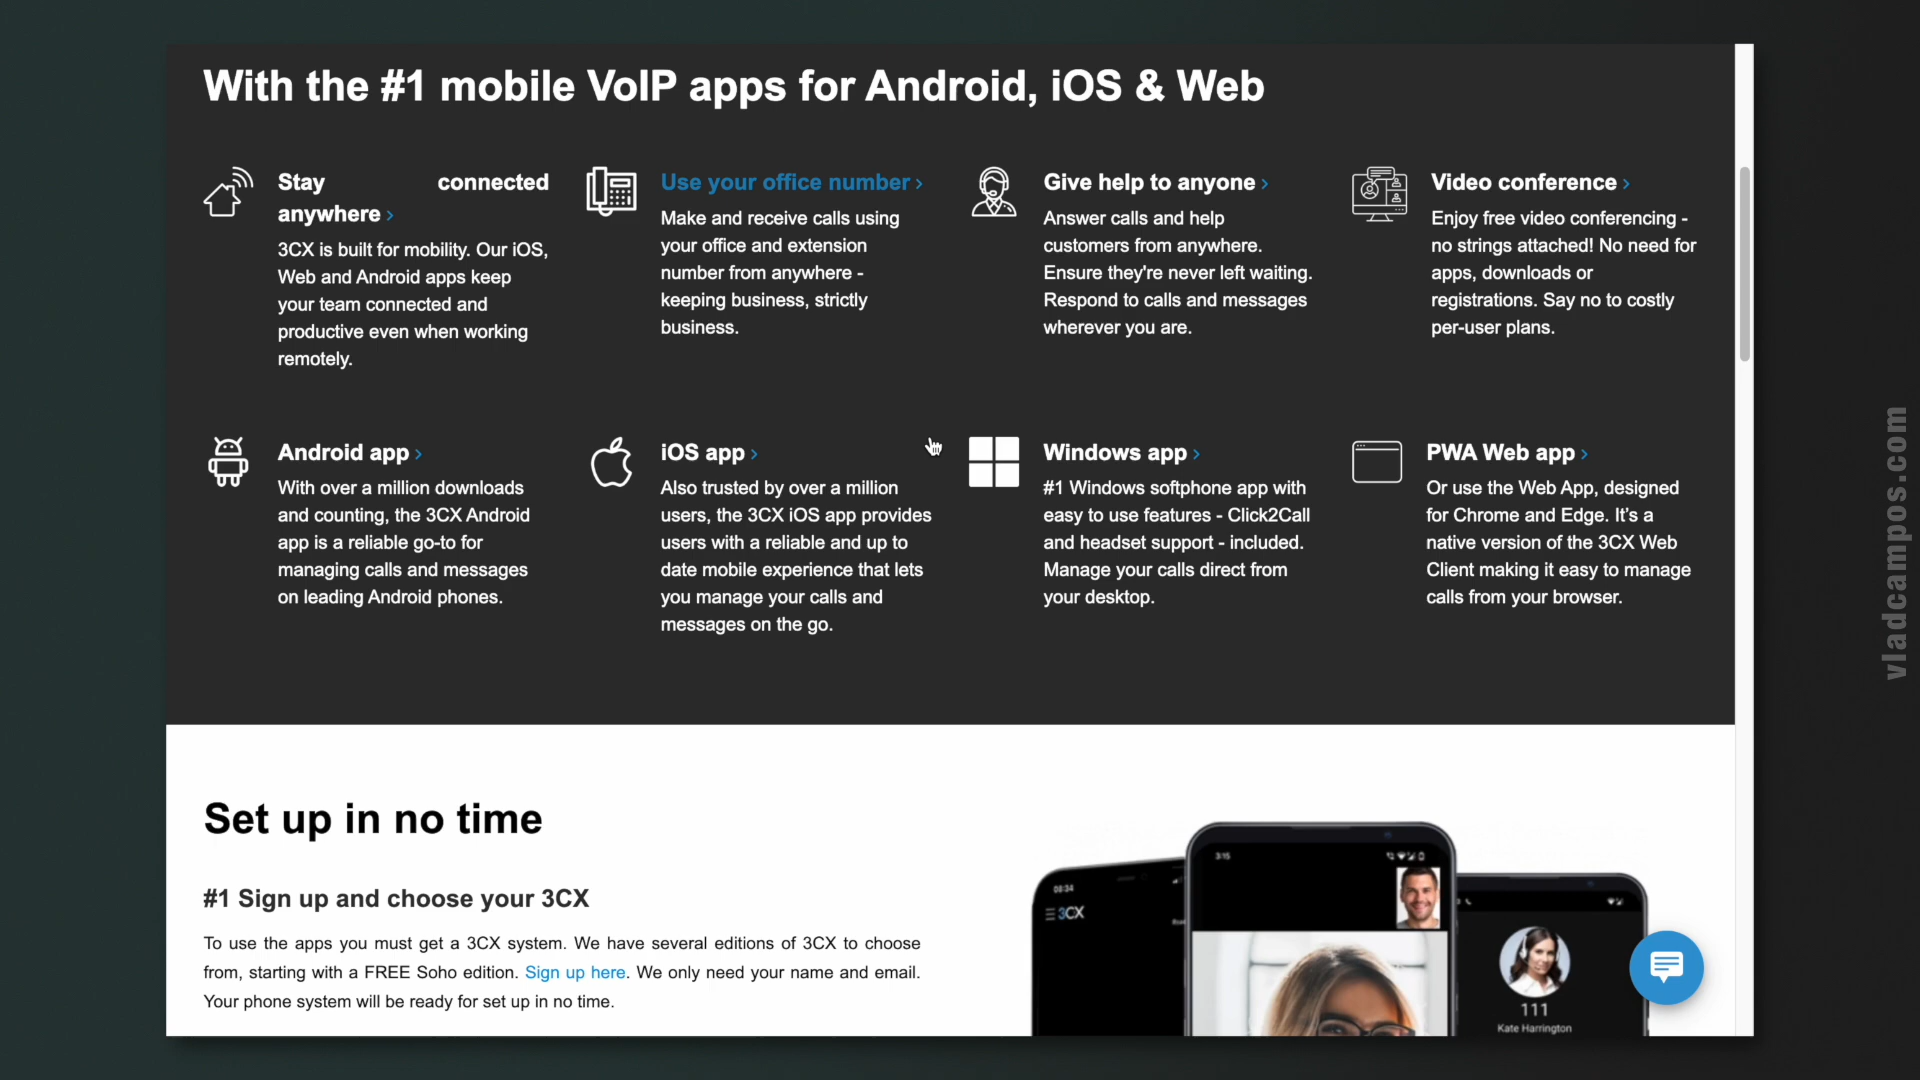 With the #1 mobile VoIP apps for Android, iOS & Web
Stay connected
anywhere ›
3CX is built for mobility. Our iOS,
Web and Android apps keep
your team connected and
productive even when working
remotely.
Use your office number ›
Make and receive calls using
your office and extension
number from anywhere -
keeping business, strictly
business.
Give help to anyone ›
Answer calls and help
customers from anywhere.
Ensure they're never left waiting.
Respond to calls and messages
wherever you are.
Video conference ›
Enjoy free video conferencing -
no strings attached! No need for
apps, downloads or
registrations. Say no to costly
per-user plans.
Android app ›
With over a million downloads
and counting, the 3CX Android
app is a reliable go-to for
managing calls and messages
on leading Android phones.
iOS app ›
Also trusted by over a million
users, the 3CX iOS app provides
users with a reliable and up to
date mobile experience that lets
you manage your calls and
messages on the go.
Windows app ›
#1 Windows softphone app with
easy to use features - Click2Call
and headset support - included.
Manage your calls direct from
your desktop.
PWA Web app ›
Or use the Web App, designed
for Chrome and Edge. It’s a
native version of the 3CX Web
Client making it easy to manage
calls from your browser.
Set up in no time
#1 Sign up and choose your 3CX
To use the apps you must get a 3CX system. We have several editions of 3CX to choose
from, starting with a FREE Soho edition. Sign up here. We only need your name and email.
Your phone system will be ready for set up in no time.
08:34
3CX
3:15
111
Kate Harrington
vladcampos.com